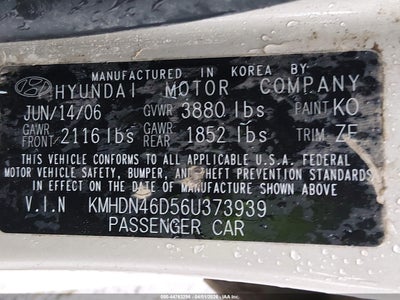 MANUFACTURED IN KOREA BY
HYUNDAI MOTOR COMPANY
JUN/14/06 GVWR 3880 lbs PAINT KO
GAWR FRONT 2116 lbs GAWR REAR 1852 lbs TRIM ZF
THIS VEHICLE CONFORMS TO ALL APPLICABLE U.S.A. FEDERAL
MOTOR VEHICLE SAFETY, BUMPER, AND THEFT PREVENTION STANDARDS
IN EFFECT ON THE DATE OF MANUFACTURE SHOWN ABOVE
V.I.N KMHDN46D56U373939
PASSENGER CAR